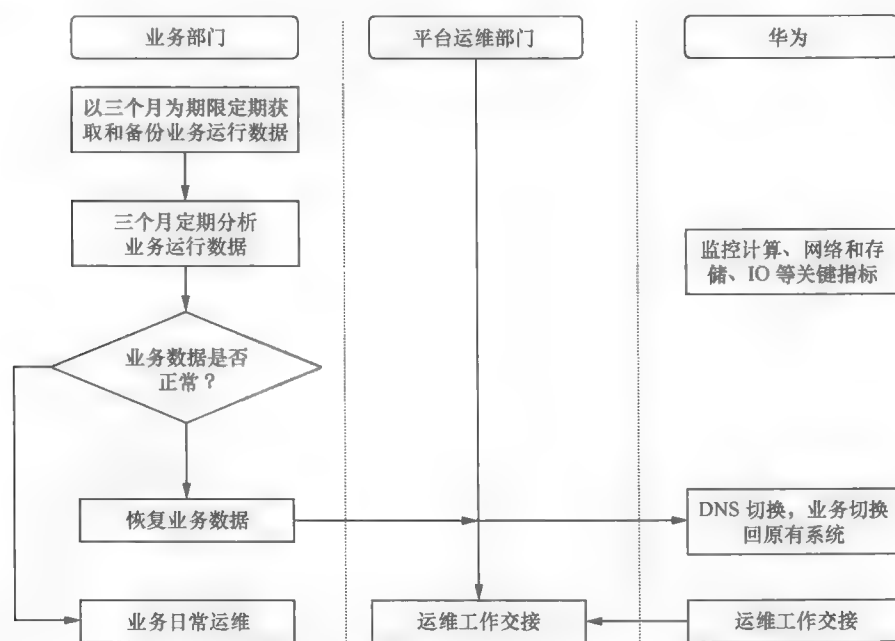 业务部门
平台运维部门
华为
以三个月为期限定期获
取和备份业务运行数据
三个月定期分析
业务运行数据
监控计算、网络和存
储、IO 等关键指标
业务数据是否
正常？
恢复业务数据
DNS 切换，业务切换
回原有系统
业务日常运维
运维工作交接
运维工作交接